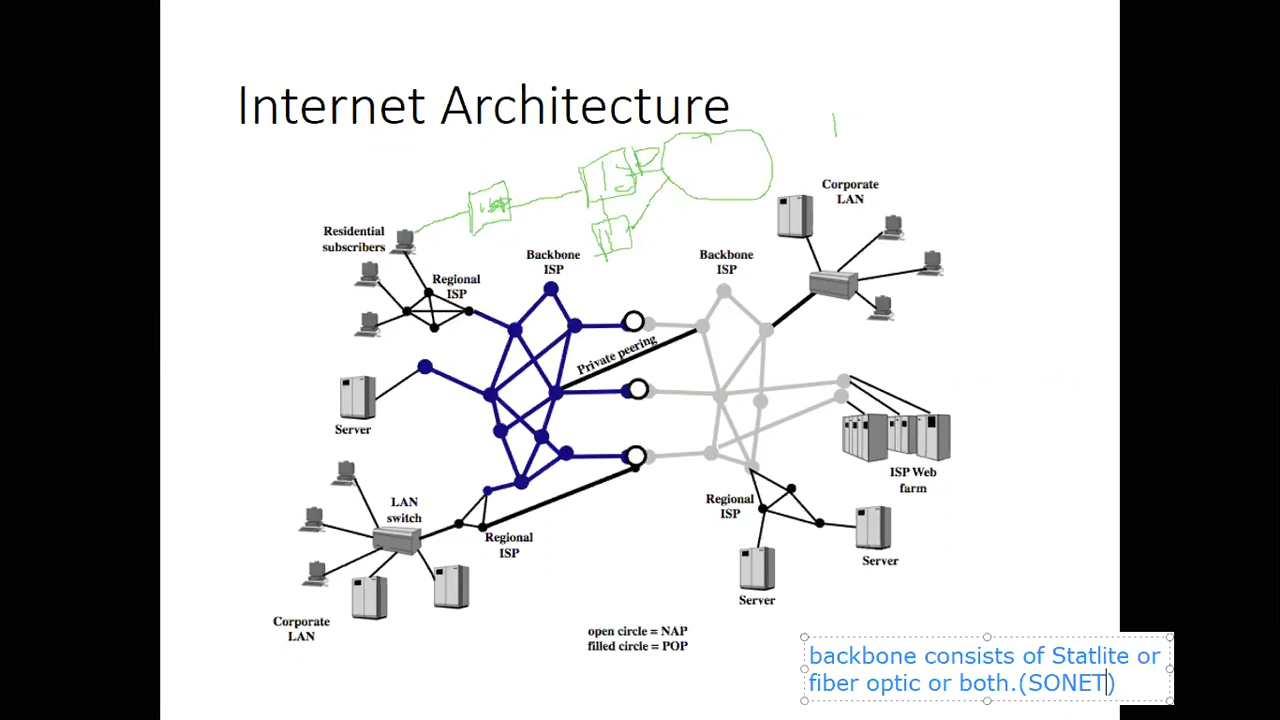 Internet Architecture
Corporate
LAN
Residential
subscribers
Backbone
ISP
Backbone
ISP
Regional
ISP
Private peering
Server
ISP Web
farm
LAN
switch
Regional
ISP
Regional
ISP
Server
Server
Corporate
LAN
open circle = NAP
filled circle = POP
backbone consists of Statlite or
fiber optic or both.(SONET)